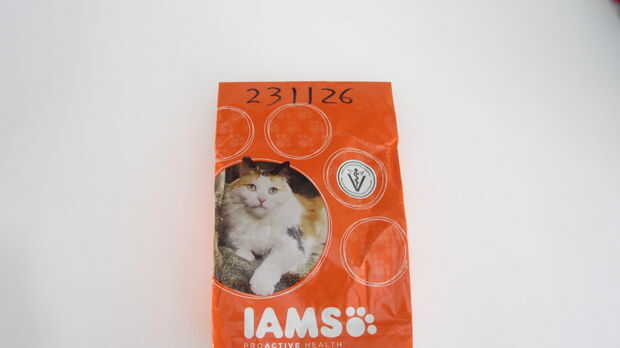 231126
V
IAMS
PROACTIVE HEALTH